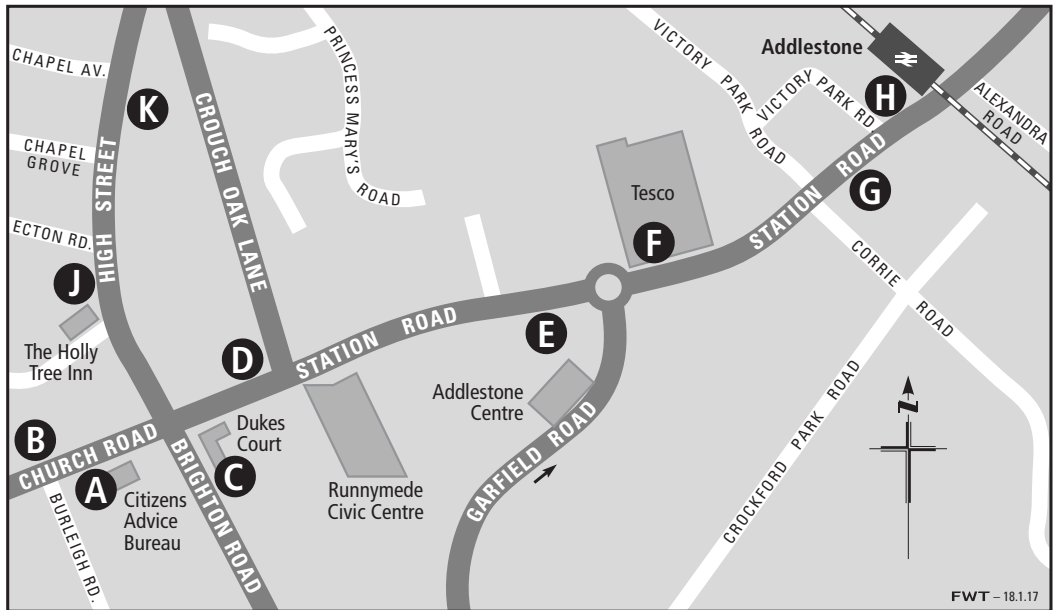 CHAPEL AV.
K
CHAPEL
GROVE
HIGH STREET
ECTON RD.
J
The Holly
Tree Inn
CROUCH OAK LANE
PRINCESS MARY'S ROAD
VICTORY PARK ROAD
VICTORY PARK RD.
Addlestone
H
ALEXANDRA
ROAD
Tesco
F
STATION ROAD
G
CORRIE ROAD
D
STATION ROAD
E
Addlestone
Centre
GARFIELD ROAD
CROCKFORD PARK ROAD
N
B
CHURCH ROAD
A
Citizens
Advice
Bureau
BURLEIGH RD.
BRIGHTON ROAD
Dukes
Court
C
Runnymede
Civic Centre
FWT – 18.1.17